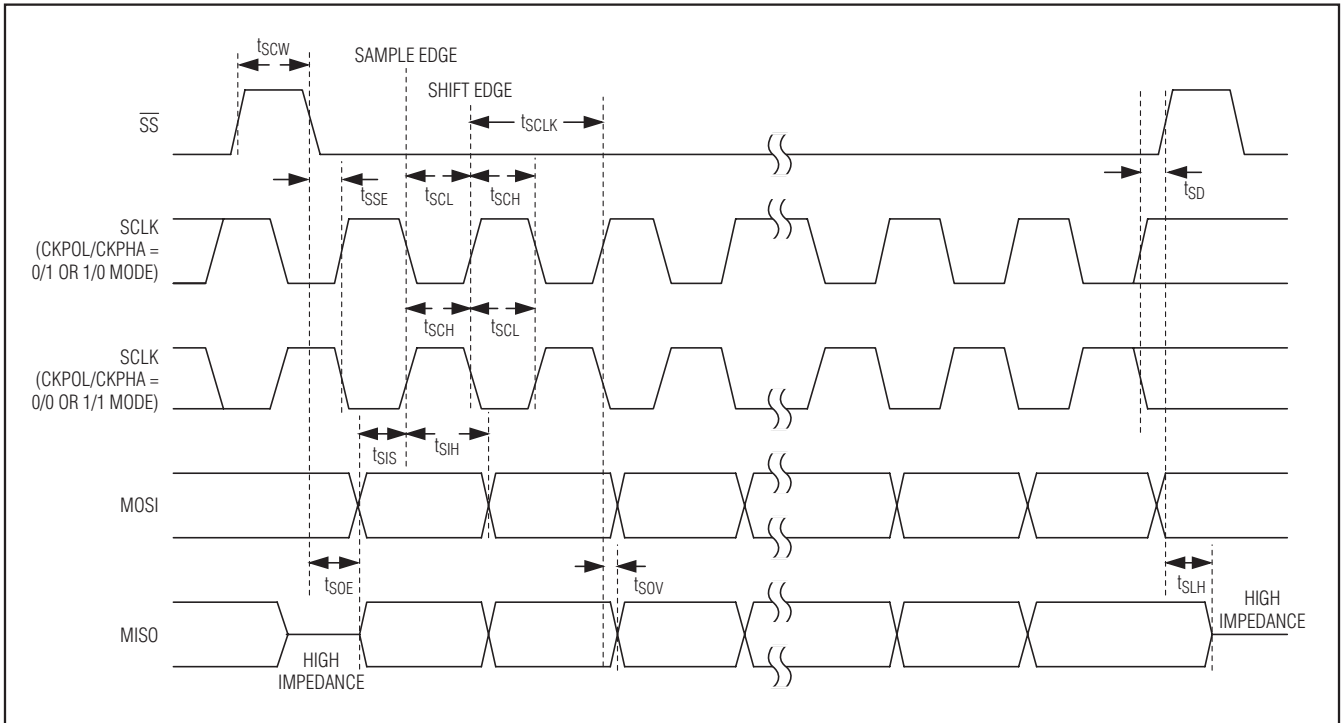 tSCW
SAMPLE EDGE
SHIFT EDGE
tSCLK
SS
tSSE
tSCL
tSCH
tSD
SCLK
(CKPOL/CKPHA =
0/1 OR 1/0 MODE)
tSCH
tSCL
SCLK
(CKPOL/CKPHA =
0/0 OR 1/1 MODE)
tSIS
tSIH
MOSI
tSOE
tSOV
tSLH
HIGH
IMPEDANCE
MISO
HIGH
IMPEDANCE